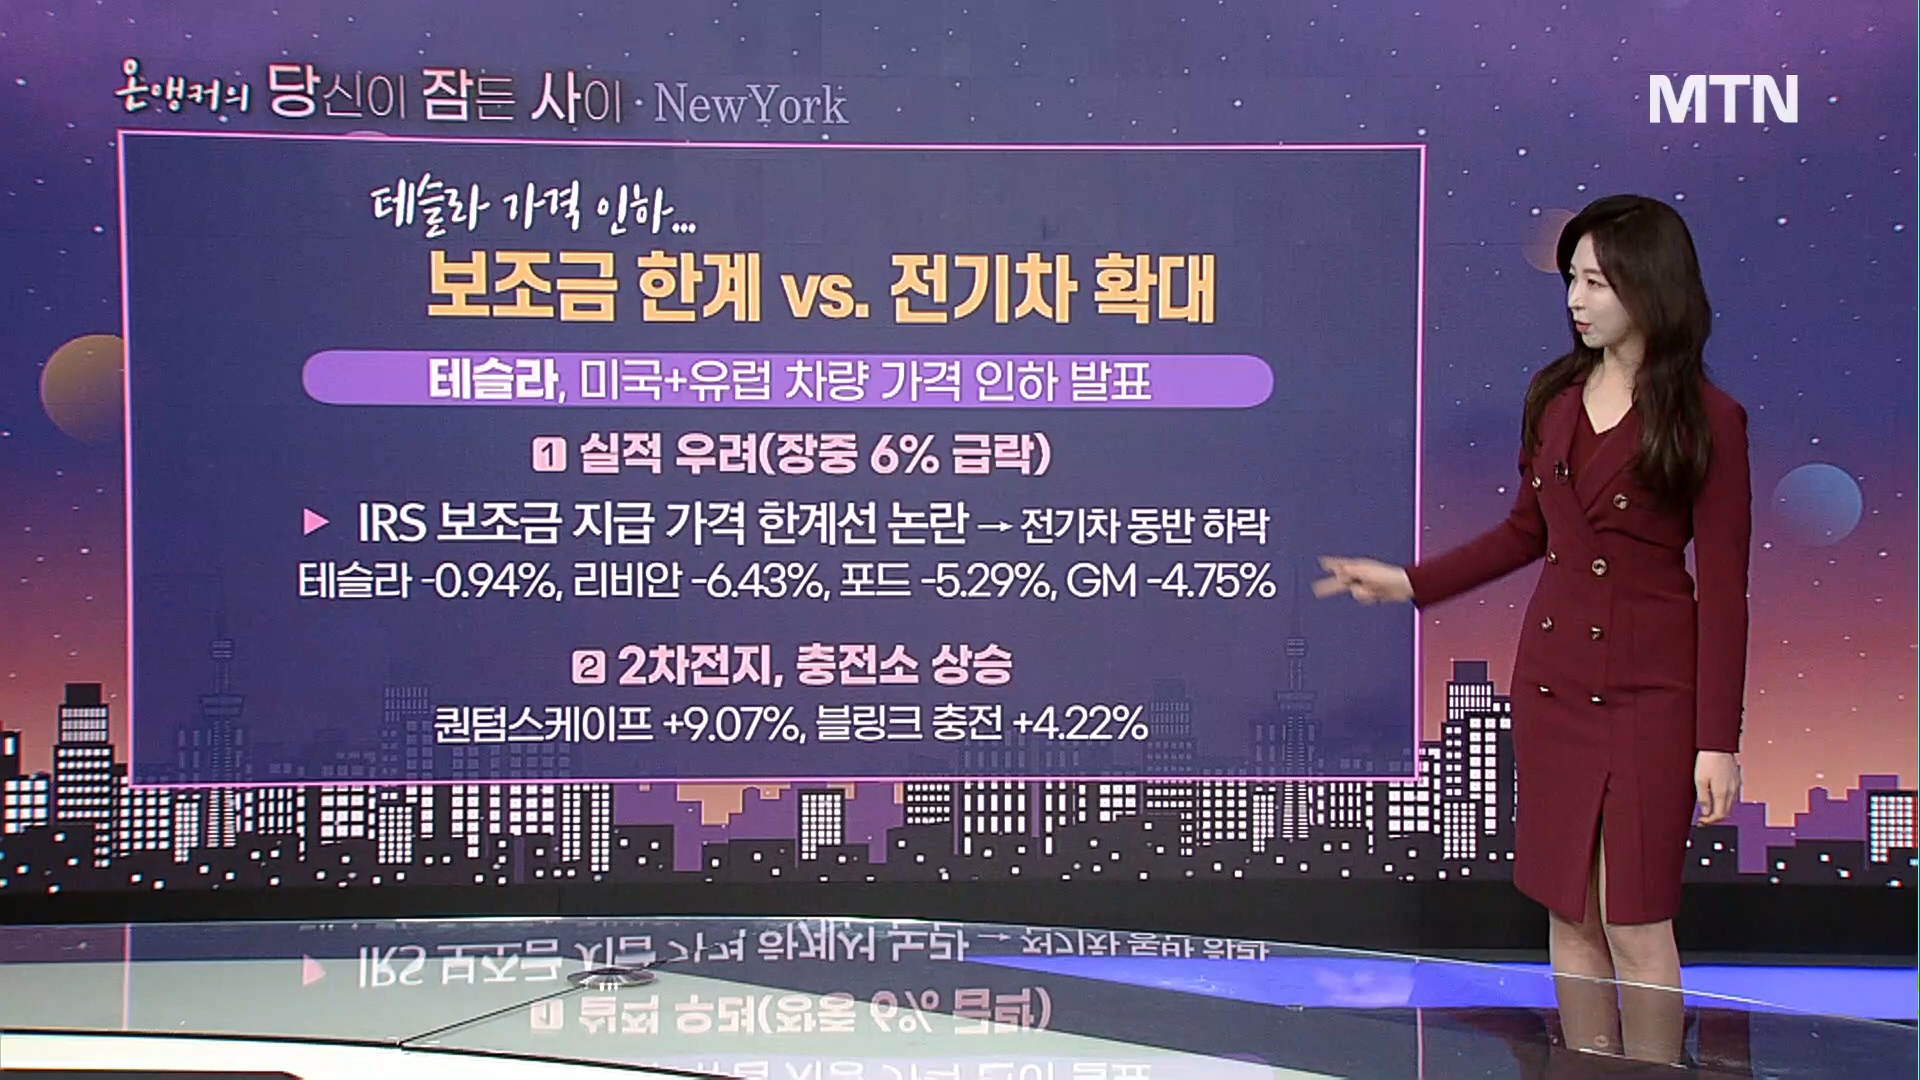 온앵커의 당신이 잠든 사이 · NewYork
MTN
테슬라 가격 인하...
보조금 한계 vs. 전기차 확대
테슬라, 미국+유럽 차량 가격 인하 발표
1 실적 우려(장중 6% 급락)
▶ IRS 보조금 지급 가격 한계선 논란 → 전기차 동반 하락
테슬라 -0.94%, 리비안 -6.43%, 포드 -5.29%, GM -4.75%
2 2차전지, 충전소 상승
퀀텀스케이프 +9.07%, 블링크 충전 +4.22%